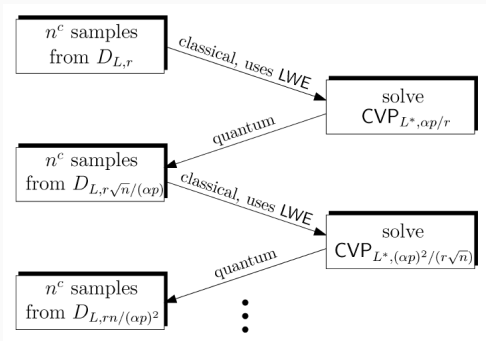 n^c samples
from D_{L,r}
classical, uses LWE
solve
CVP_{L*,αp/r}
quantum
n^c samples
from D_{L,r√n/(αp)}
classical, uses LWE
solve
CVP_{L*,(αp)^2/(r√n)}
quantum
n^c samples
from D_{L,rn/(αp)^2}